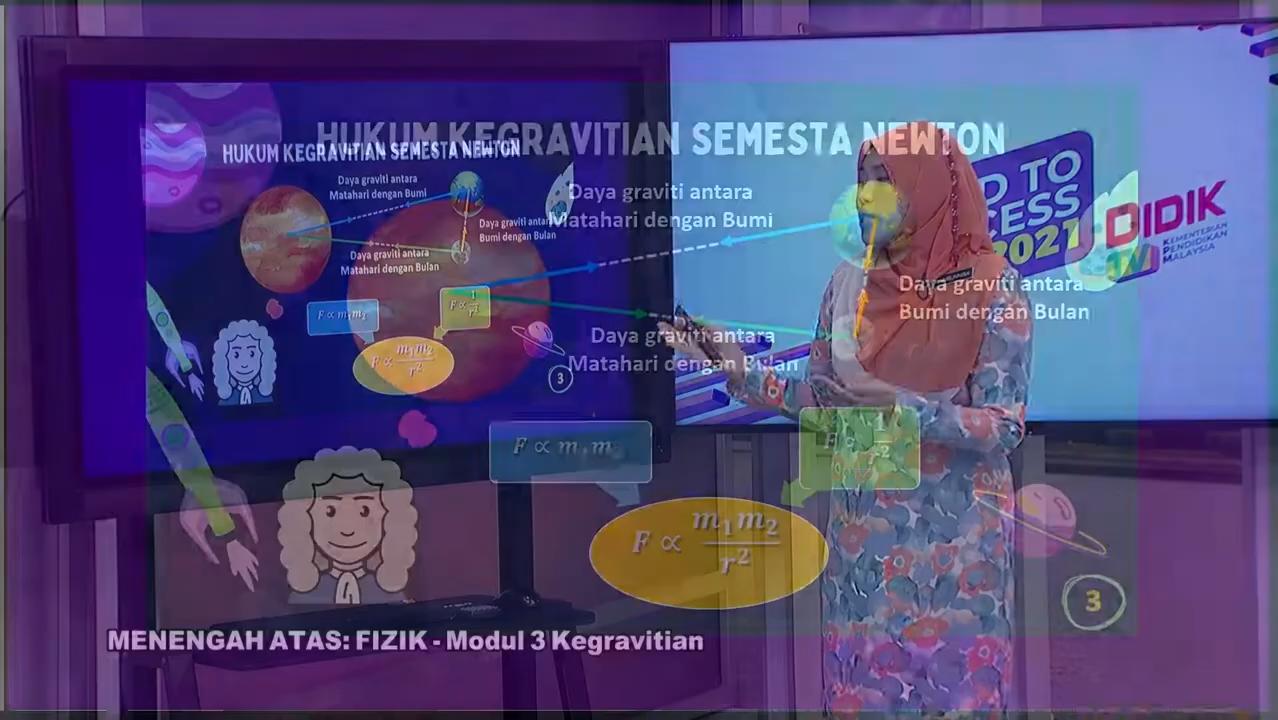 HUKUM KEGRAVITIAN SEMESTA NEWTON
Daya graviti antara
Matahari dengan Bumi
Daya graviti antara
Bumi dengan Bulan
Daya graviti antara
Matahari dengan Bulan
F ∝ m₁m₂
F ∝ 1/r²
F ∝ m₁m₂/r²
3
HUKUM KEGRAVITIAN SEMESTA NEWTON
Daya graviti antara
Matahari dengan Bumi
Daya graviti antara
Bumi dengan Bulan
Daya graviti antara
Matahari dengan Bulan
F ∝ m₁m₂
F ∝ 1/r²
F ∝ m₁m₂/r²
3
TO
2021
DIDIK
TV
KEMENTERIAN
PENDIDIKAN
MALAYSIA
MENENGAH ATAS: FIZIK - Modul 3 Kegravitian